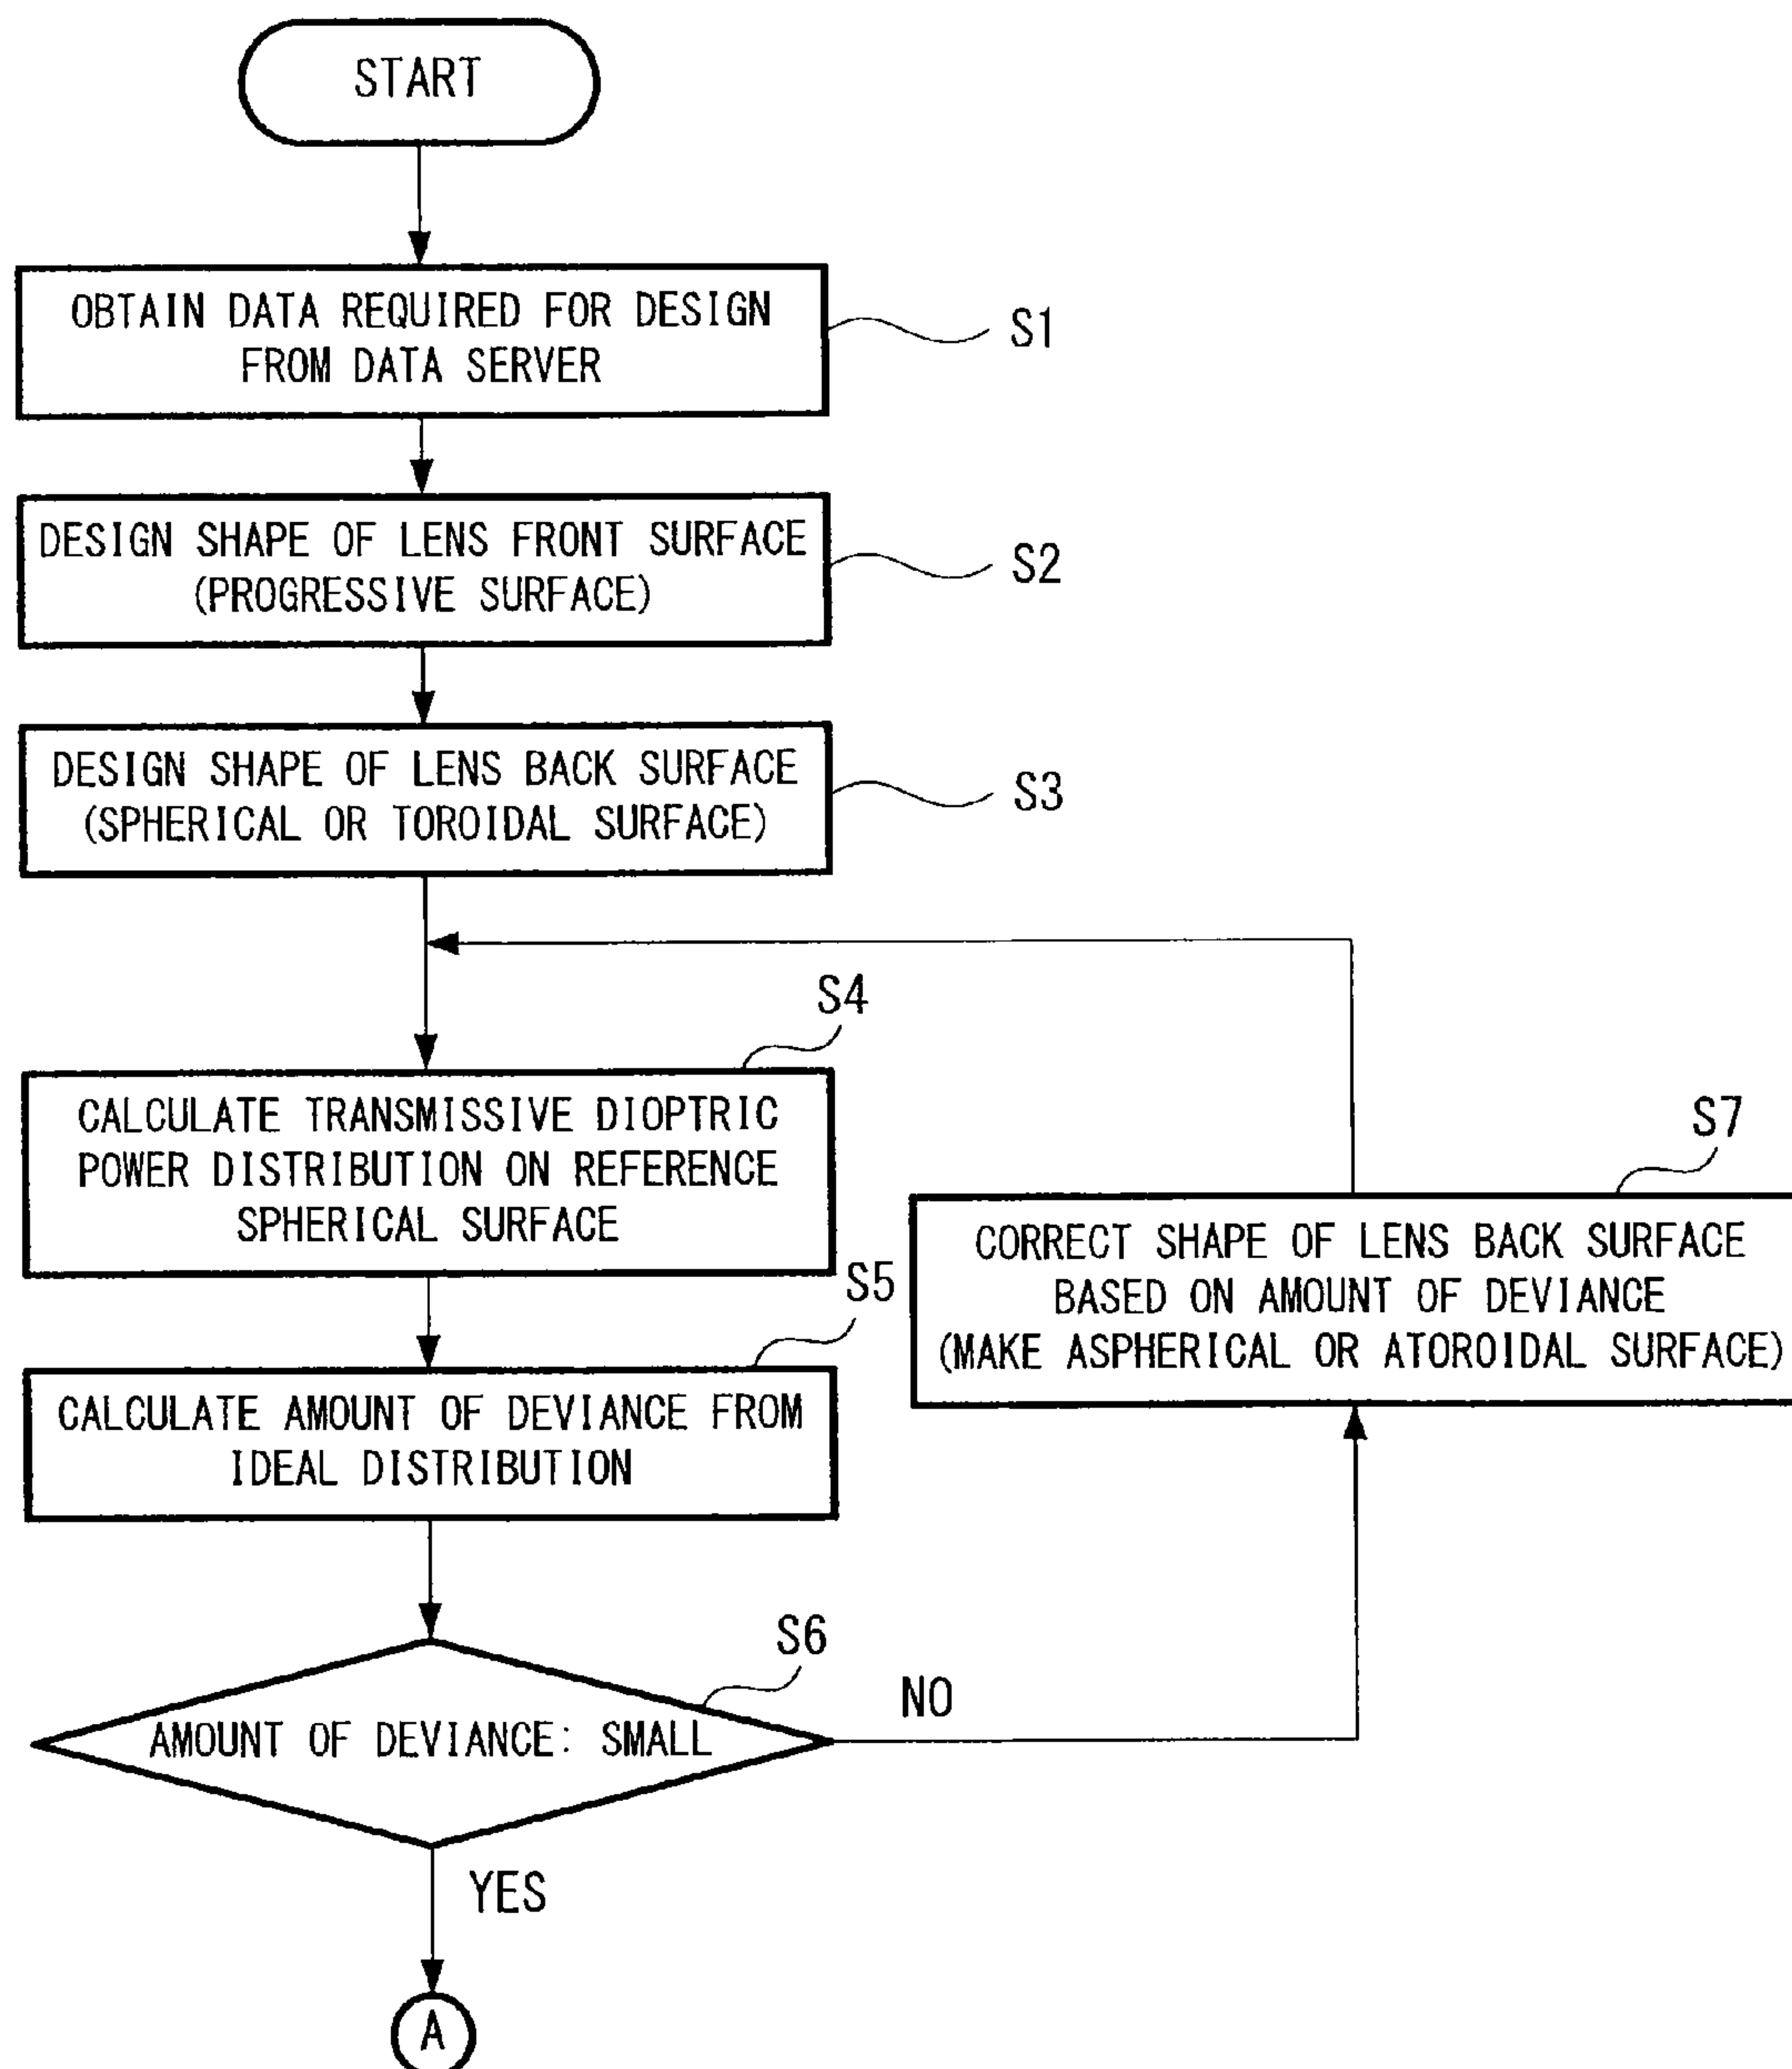 START
OBTAIN DATA REQUIRED FOR DESIGN
FROM DATA SERVER
S1
DESIGN SHAPE OF LENS FRONT SURFACE
(PROGRESSIVE SURFACE)
S2
DESIGN SHAPE OF LENS BACK SURFACE
(SPHERICAL OR TOROIDAL SURFACE)
S3
S4
CALCULATE TRANSMISSIVE DIOPTRIC
POWER DISTRIBUTION ON REFERENCE
SPHERICAL SURFACE
S7
CORRECT SHAPE OF LENS BACK SURFACE
BASED ON AMOUNT OF DEVIANCE
(MAKE ASPHERICAL OR ATOROIDAL SURFACE)
S5
CALCULATE AMOUNT OF DEVIANCE FROM
IDEAL DISTRIBUTION
S6
AMOUNT OF DEVIANCE: SMALL
NO
YES
A